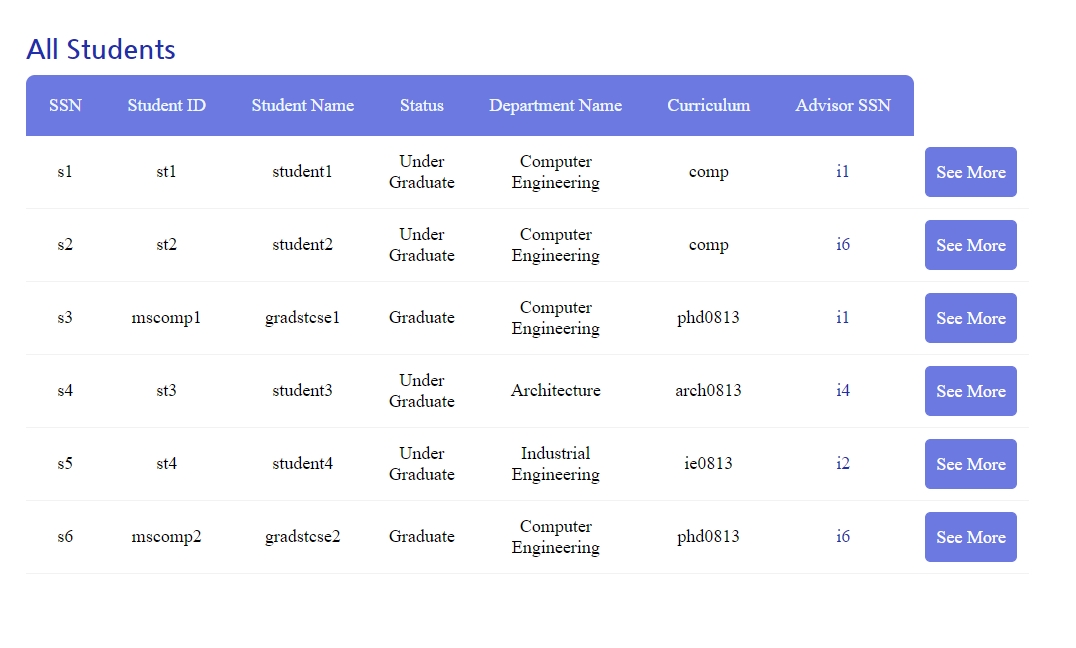 All Students
SSN Student ID Student Name Status Department Name Curriculum Advisor SSN
s1 st1 student1 Under Graduate Computer Engineering comp i1 See More
s2 st2 student2 Under Graduate Computer Engineering comp i6 See More
s3 mscomp1 gradstcse1 Graduate Computer Engineering phd0813 i1 See More
s4 st3 student3 Under Graduate Architecture arch0813 i4 See More
s5 st4 student4 Under Graduate Industrial Engineering ie0813 i2 See More
s6 mscomp2 gradstcse2 Graduate Computer Engineering phd0813 i6 See More